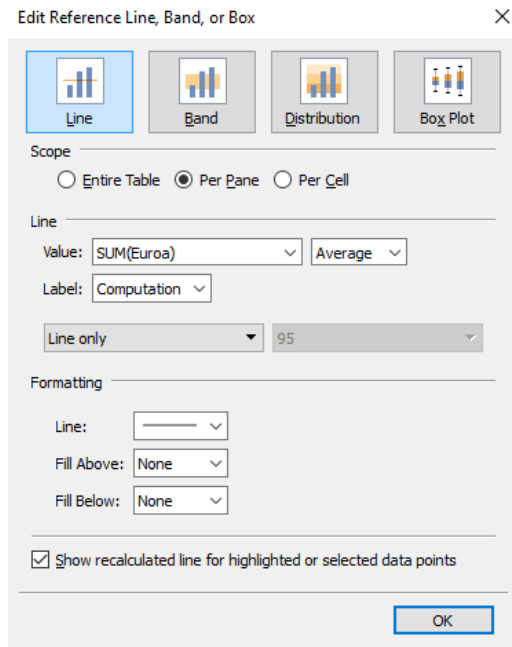 Edit Reference Line, Band, or Box
Line Band Distribution Box Plot
Scope
Entire Table Per Pane Per Cell
Line
Value: SUM(Euroa) Average
Label: Computation
Line only 95
Formatting
Line:
Fill Above: None
Fill Below: None
Show recalculated line for highlighted or selected data points
OK